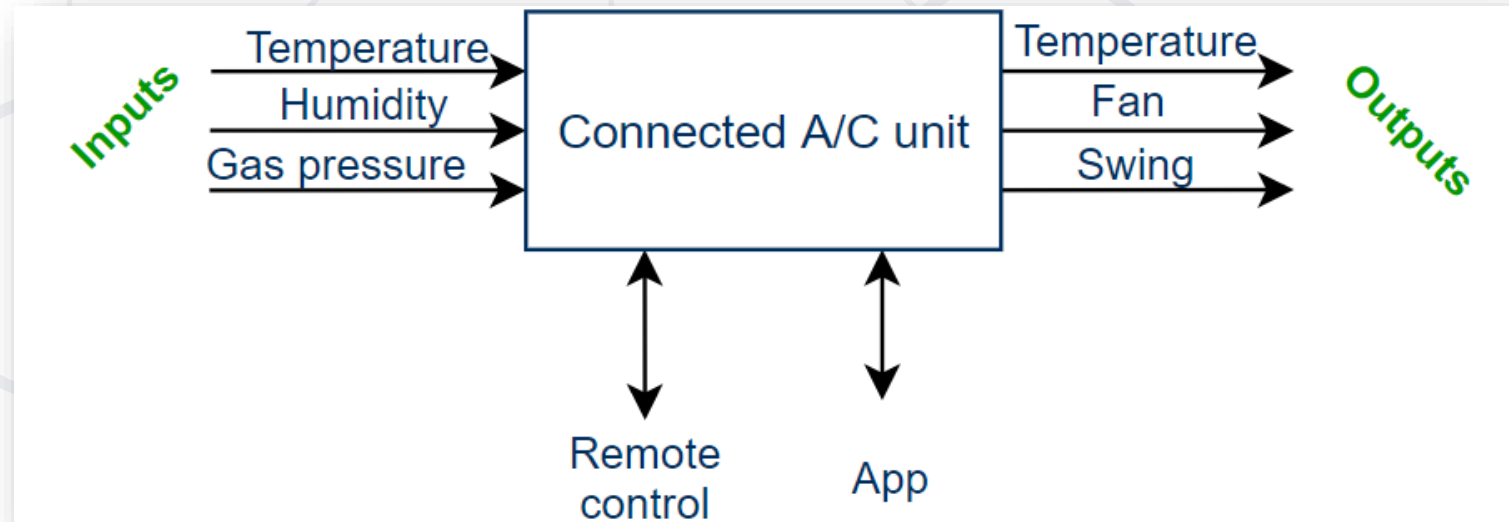 Inputs
Temperature
Humidity
Gas pressure
Connected A/C unit
Temperature
Fan
Swing
Outputs
Remote
control
App